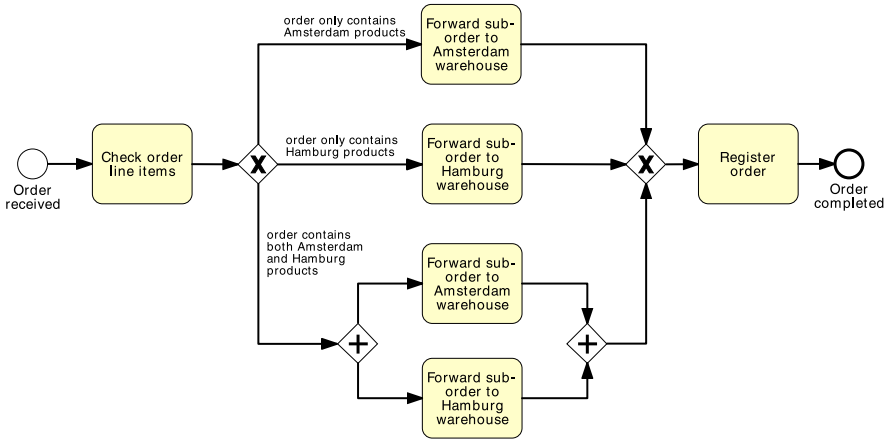 order only contains
Amsterdam products
Forward sub-
order to
Amsterdam
warehouse
Check order
line items
order only contains
Hamburg products
Forward sub-
order to
Hamburg
warehouse
Register
order
Order
received
Order
completed
order contains
both Amsterdam
and Hamburg
products
Forward sub-
order to
Amsterdam
warehouse
Forward sub-
order to
Hamburg
warehouse